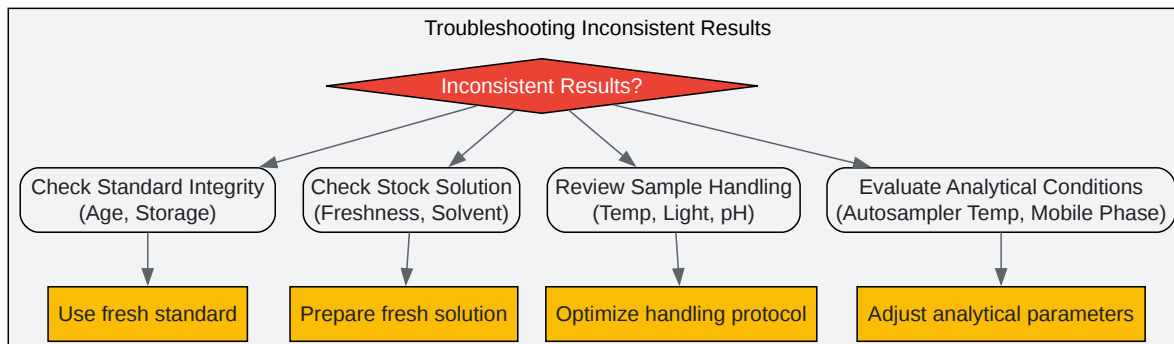 Troubleshooting Inconsistent Results
Inconsistent Results?
Check Standard Integrity
(Age, Storage)
Check Stock Solution
(Freshness, Solvent)
Review Sample Handling
(Temp, Light, pH)
Evaluate Analytical Conditions
(Autosampler Temp, Mobile Phase)
Use fresh standard
Prepare fresh solution
Optimize handling protocol
Adjust analytical parameters